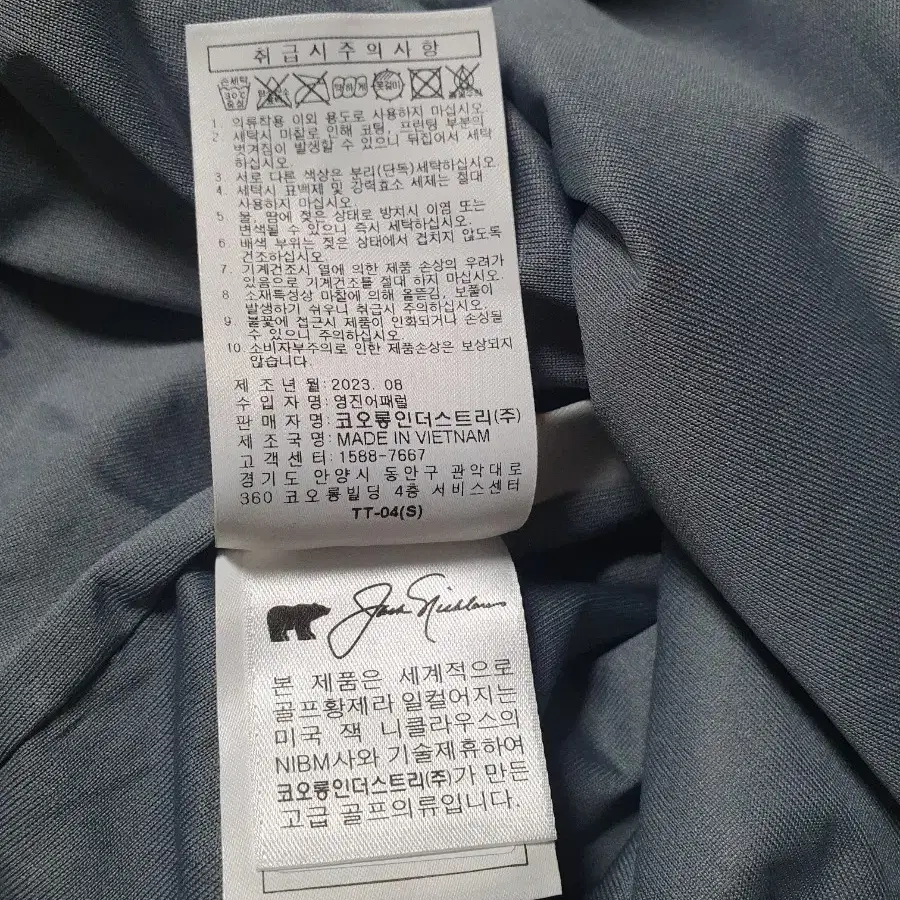 취급시주의사항
손세탁
30℃
중성
약하게
1. 의류착용 이외 용도로 사용하지 마십시오
2. 세탁시 마찰로 인해 코팅, 프린팅 부분의
벗겨짐이 발생할 수 있으니 뒤집어서 세탁
하십시오
3. 서로 다른 색상은 분리(단독)세탁하십시오
4. 세탁시 표백제 및 강력효소 세제는 절대
사용하지 마십시오.
5. 물, 땀에 젖은 상태로 방치시 이염 또는
변색될 수 있으니 즉시 세탁하십시오.
6. 배색 부위는 젖은 상태에서 겹치지 않도록
건조하십시오.
7. 기계건조시 열에 의한 제품 손상의 우려가
있음으로 기계건조를 절대 하지 마십시오.
8. 소재특성상 마찰에 의해 올뜯김, 보풀이
발생하기 쉬우니 취급시 주의하십시오.
9. 불꽃에 접근시 제품이 인화되거나 손상될
수 있으니 주의하십시오.
10. 소비자부주의로 인한 제품손상은 보상되지
않습니다.
제조년월: 2023. 08
수입자명: 영진어패럴
판매자명: 코오롱인더스트리(주)
제조국명: MADE IN VIETNAM
고객센터: 1588-7667
경기도 안양시 동안구 관악대로
360 코오롱빌딩 4층 서비스센터
TT-04(S)
Jack Nicklaus
본 제품은 세계적으로
골프황제라 일컬어지는
미국 잭 니클라우스의
NIBM사와 기술제휴하여
코오롱인더스트리(주)가 만든
고급 골프의류입니다.